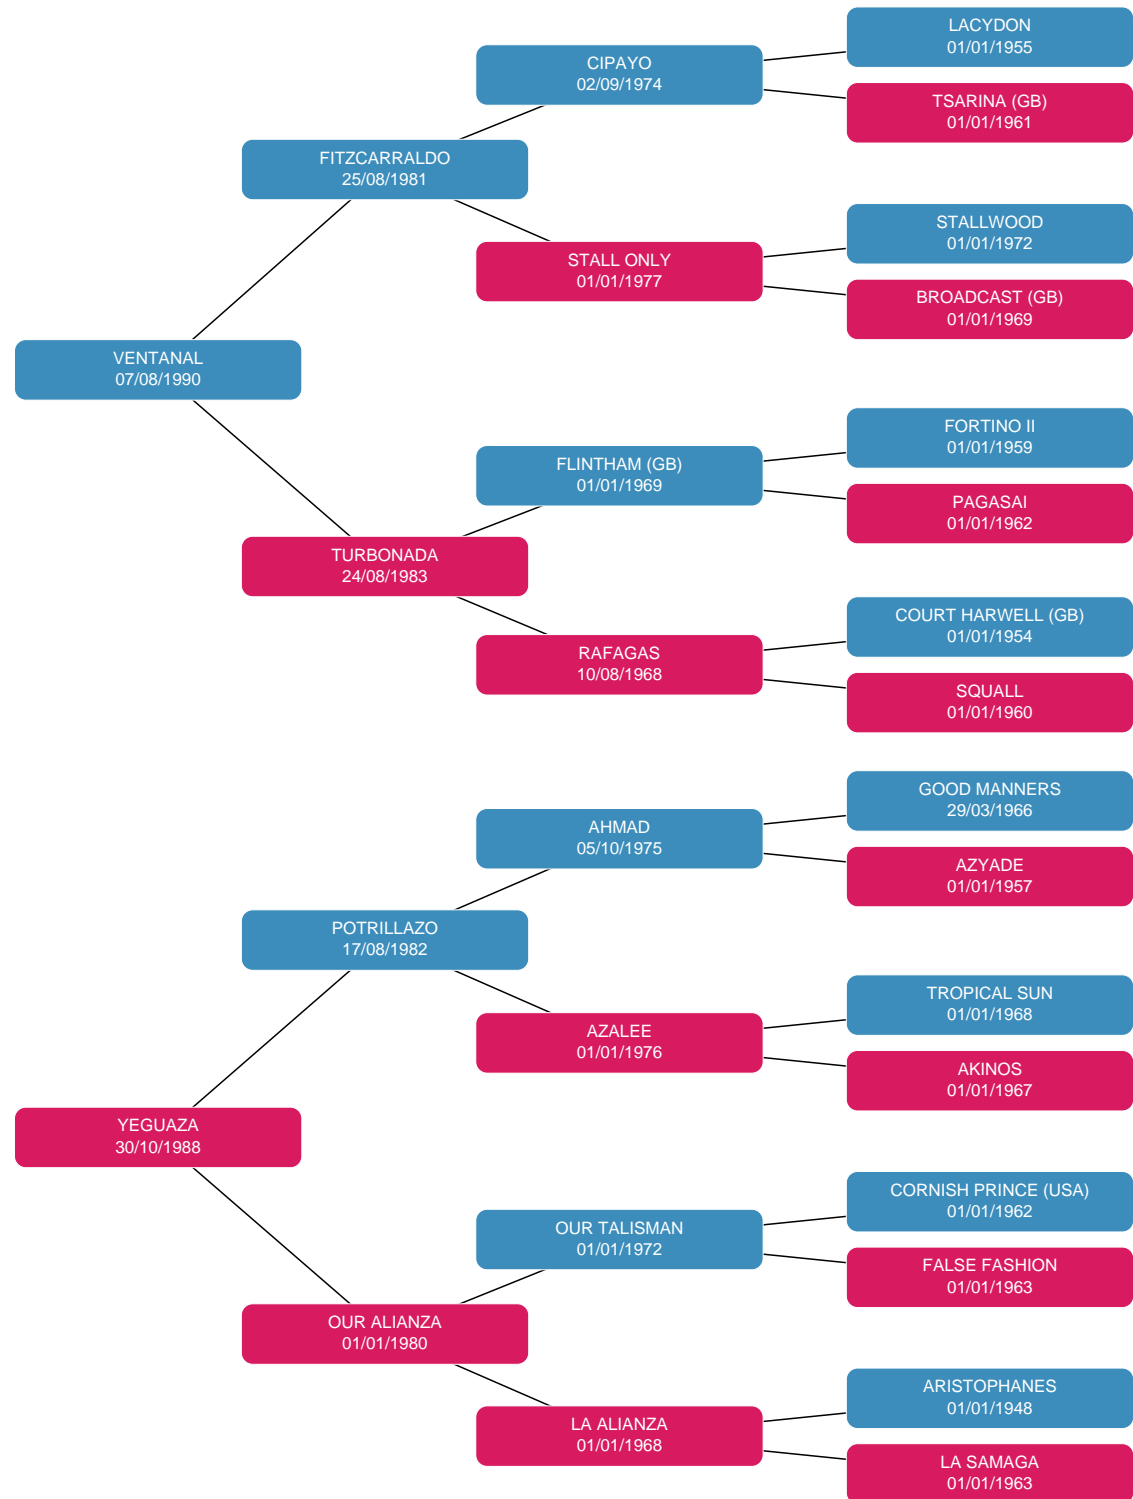 LACYDON
01/01/1955
CIPAYO
02/09/1974
TSARINA (GB)
01/01/1961
FITZCARRALDO
25/08/1981
STALLWOOD
01/01/1972
STALL ONLY
01/01/1977
BROADCAST (GB)
01/01/1969
VENTANAL
07/08/1990
FORTINO II
01/01/1959
FLINTHAM (GB)
01/01/1969
PAGASAI
01/01/1962
TURBONADA
24/08/1983
COURT HARWELL (GB)
01/01/1954
RAFAGAS
10/08/1968
SQUALL
01/01/1960
GOOD MANNERS
29/03/1966
AHMAD
05/10/1975
AZYADE
01/01/1957
POTRILLAZO
17/08/1982
TROPICAL SUN
01/01/1968
AZALEE
01/01/1976
AKINOS
01/01/1967
YEGUAZA
30/10/1988
CORNISH PRINCE (USA)
01/01/1962
OUR TALISMAN
01/01/1972
FALSE FASHION
01/01/1963
OUR ALIANZA
01/01/1980
ARISTOPHANES
01/01/1948
LA ALIANZA
01/01/1968
LA SAMAGA
01/01/1963